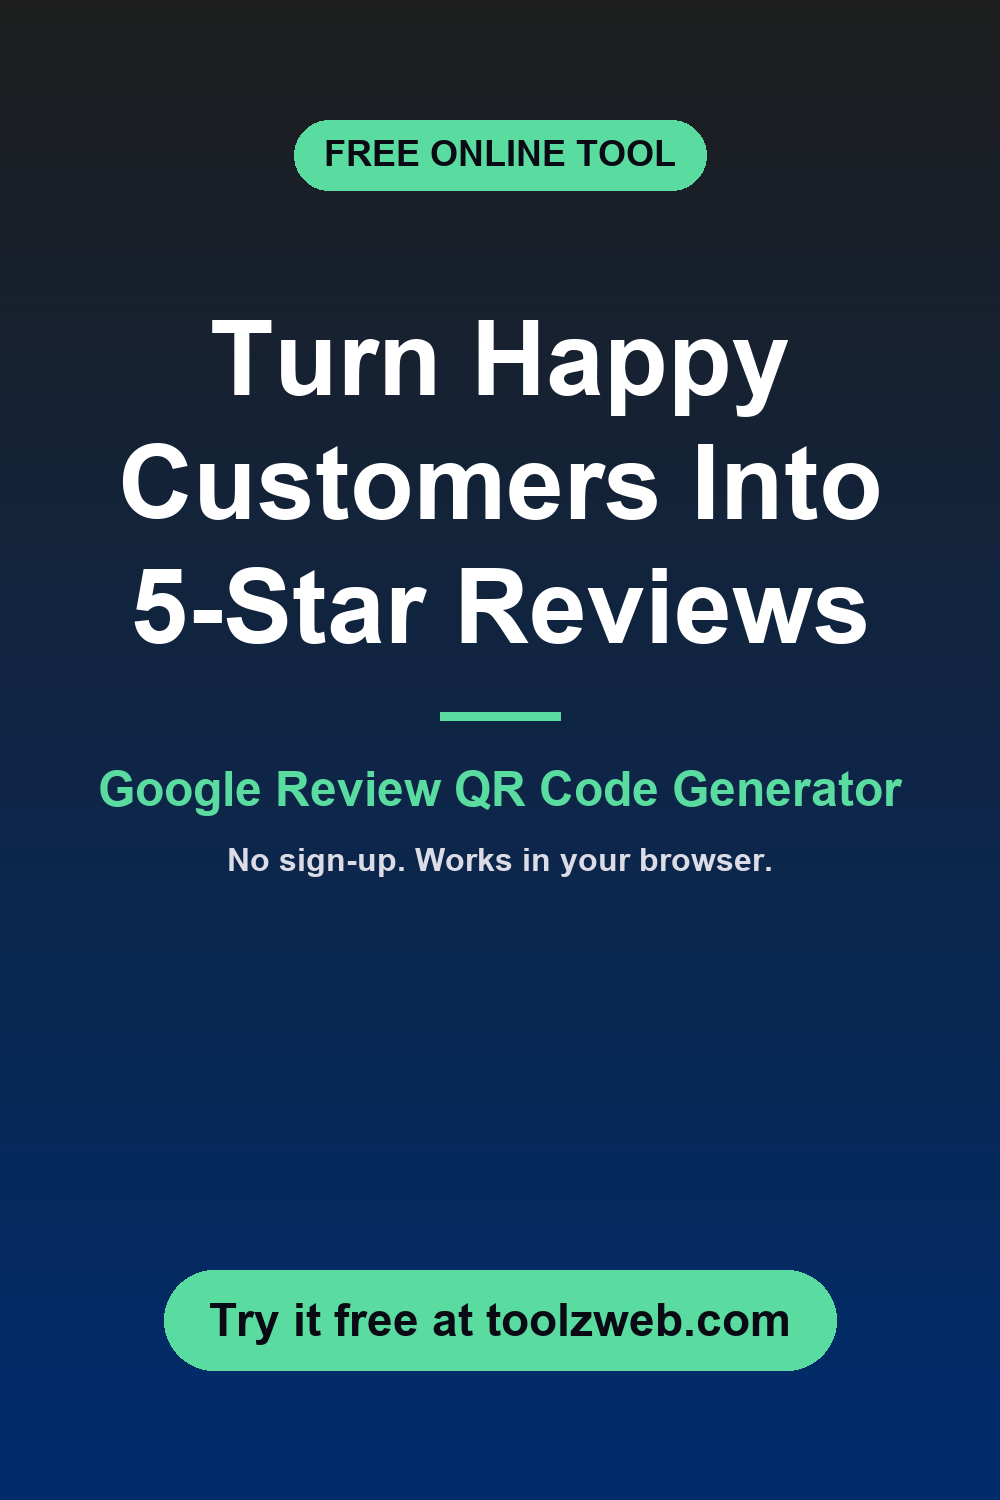 FREE ONLINE TOOL
Turn Happy
Customers Into
5-Star Reviews
Google Review QR Code Generator
No sign-up. Works in your browser.
Try it free at toolzweb.com